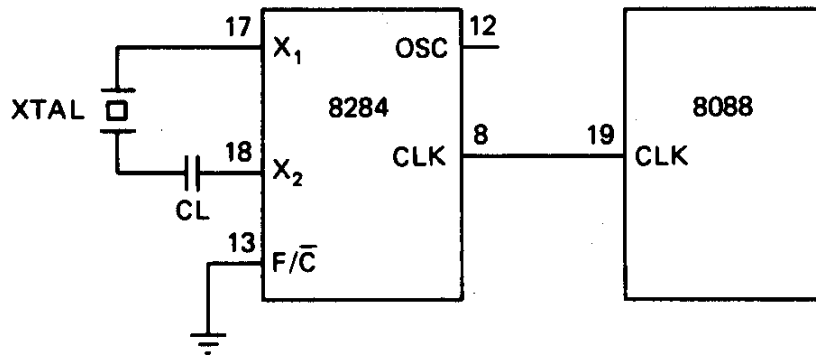 17
X₁
OSC
12
XTAL
8284
8088
18
X₂
CLK
8
19
CLK
CL
13
F/C̅